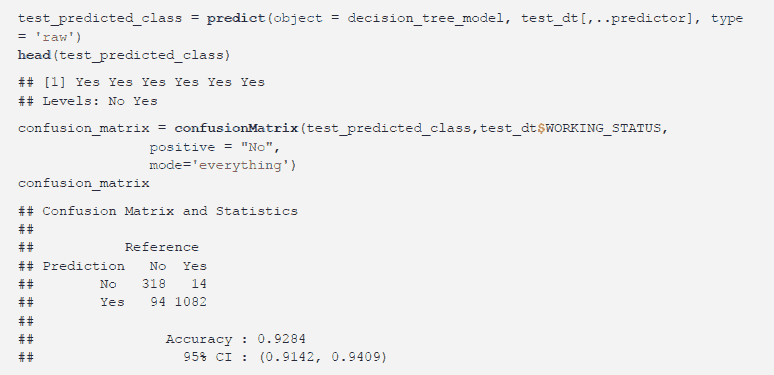 test_predicted_class = predict(object = decision_tree_model, test_dt[,..predictor], type
= 'raw')
head(test_predicted_class)
## [1] Yes Yes Yes Yes Yes Yes
## Levels: No Yes
confusion_matrix = confusionMatrix(test_predicted_class,test_dt$WORKING_STATUS,
                positive = "No",
                mode='everything')
confusion_matrix
## Confusion Matrix and Statistics
##
##           Reference
## Prediction   No  Yes
##        No   318   14
##        Yes   94 1082
##
##                Accuracy : 0.9284
##                  95% CI : (0.9142, 0.9409)